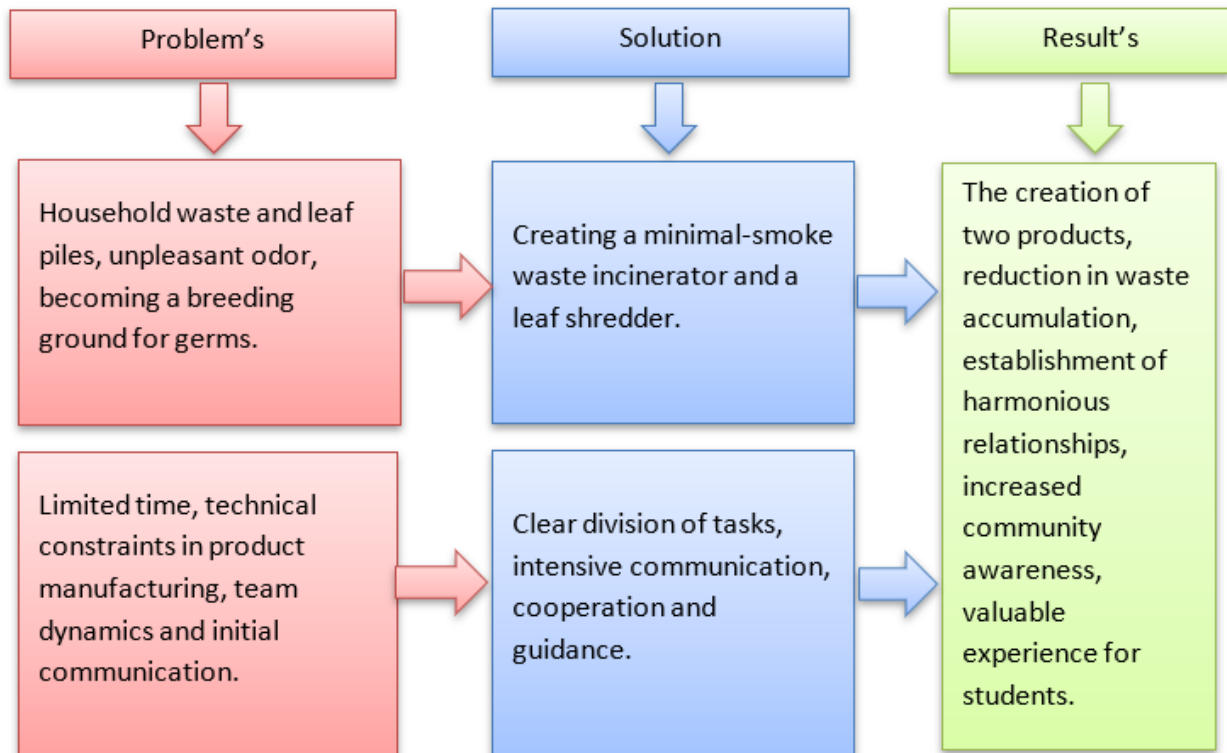 Problem's
Solution
Result's
Household waste and leaf
piles, unpleasant odor,
becoming a breeding
ground for germs.
Creating a minimal-smoke
waste incinerator and a
leaf shredder.
The creation of
two products,
reduction in waste
accumulation,
establishment of
harmonious
relationships,
increased
community
awareness,
valuable
experience for
students.
Limited time, technical
constraints in product
manufacturing, team
dynamics and initial
communication.
Clear division of tasks,
intensive communication,
cooperation and
guidance.